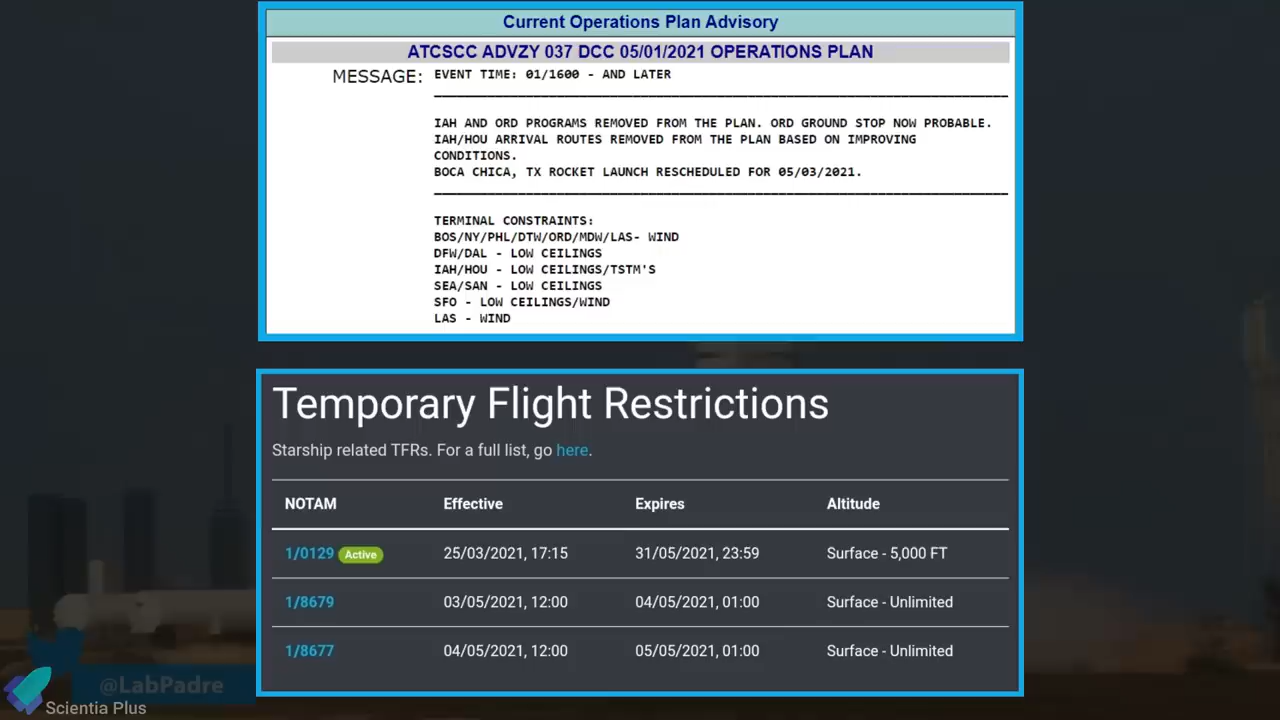 Current Operations Plan Advisory
ATCSCC ADVZY 037 DCC 05/01/2021 OPERATIONS PLAN
MESSAGE: EVENT TIME: 01/1600 - AND LATER
IAH AND ORD PROGRAMS REMOVED FROM THE PLAN. ORD GROUND STOP NOW PROBABLE.
IAH/HOU ARRIVAL ROUTES REMOVED FROM THE PLAN BASED ON IMPROVING
CONDITIONS.
BOCA CHICA, TX ROCKET LAUNCH RESCHEDULED FOR 05/03/2021.
TERMINAL CONSTRAINTS:
BOS/NY/PHL/DTW/ORD/MDW/LAS- WIND
DFW/DAL - LOW CEILINGS
IAH/HOU - LOW CEILINGS/TSTM'S
SEA/SAN - LOW CEILINGS
SFO - LOW CEILINGS/WIND
LAS - WIND
Temporary Flight Restrictions
Starship related TFRs. For a full list, go here.
NOTAM Effective Expires Altitude
1/0129 Active 25/03/2021, 17:15 31/05/2021, 23:59 Surface - 5,000 FT
1/8679 03/05/2021, 12:00 04/05/2021, 01:00 Surface - Unlimited
1/8677 04/05/2021, 12:00 05/05/2021, 01:00 Surface - Unlimited
@LabPadre
Scientia Plus